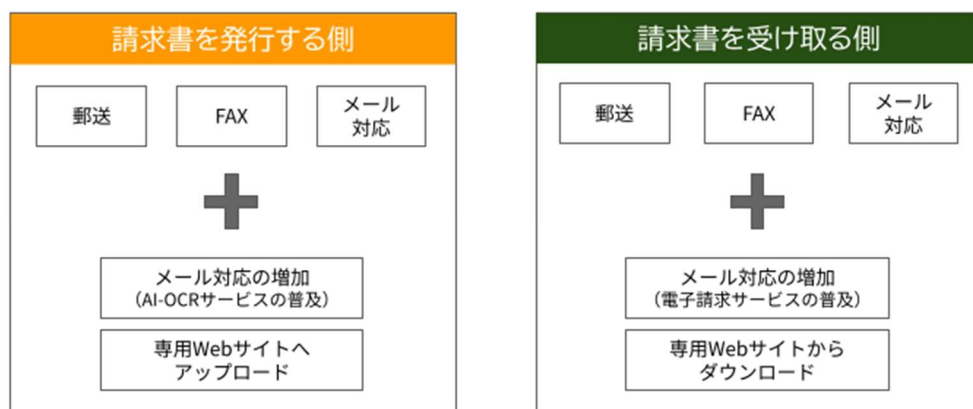 請求書を発行する側
郵送
FAX
メール
対応
メール対応の増加
(AI-OCRサービスの普及)
専用Webサイトへ
アップロード
請求書を受け取る側
郵送
FAX
メール
対応
メール対応の増加
(電子請求サービスの普及)
専用Webサイトから
ダウンロード